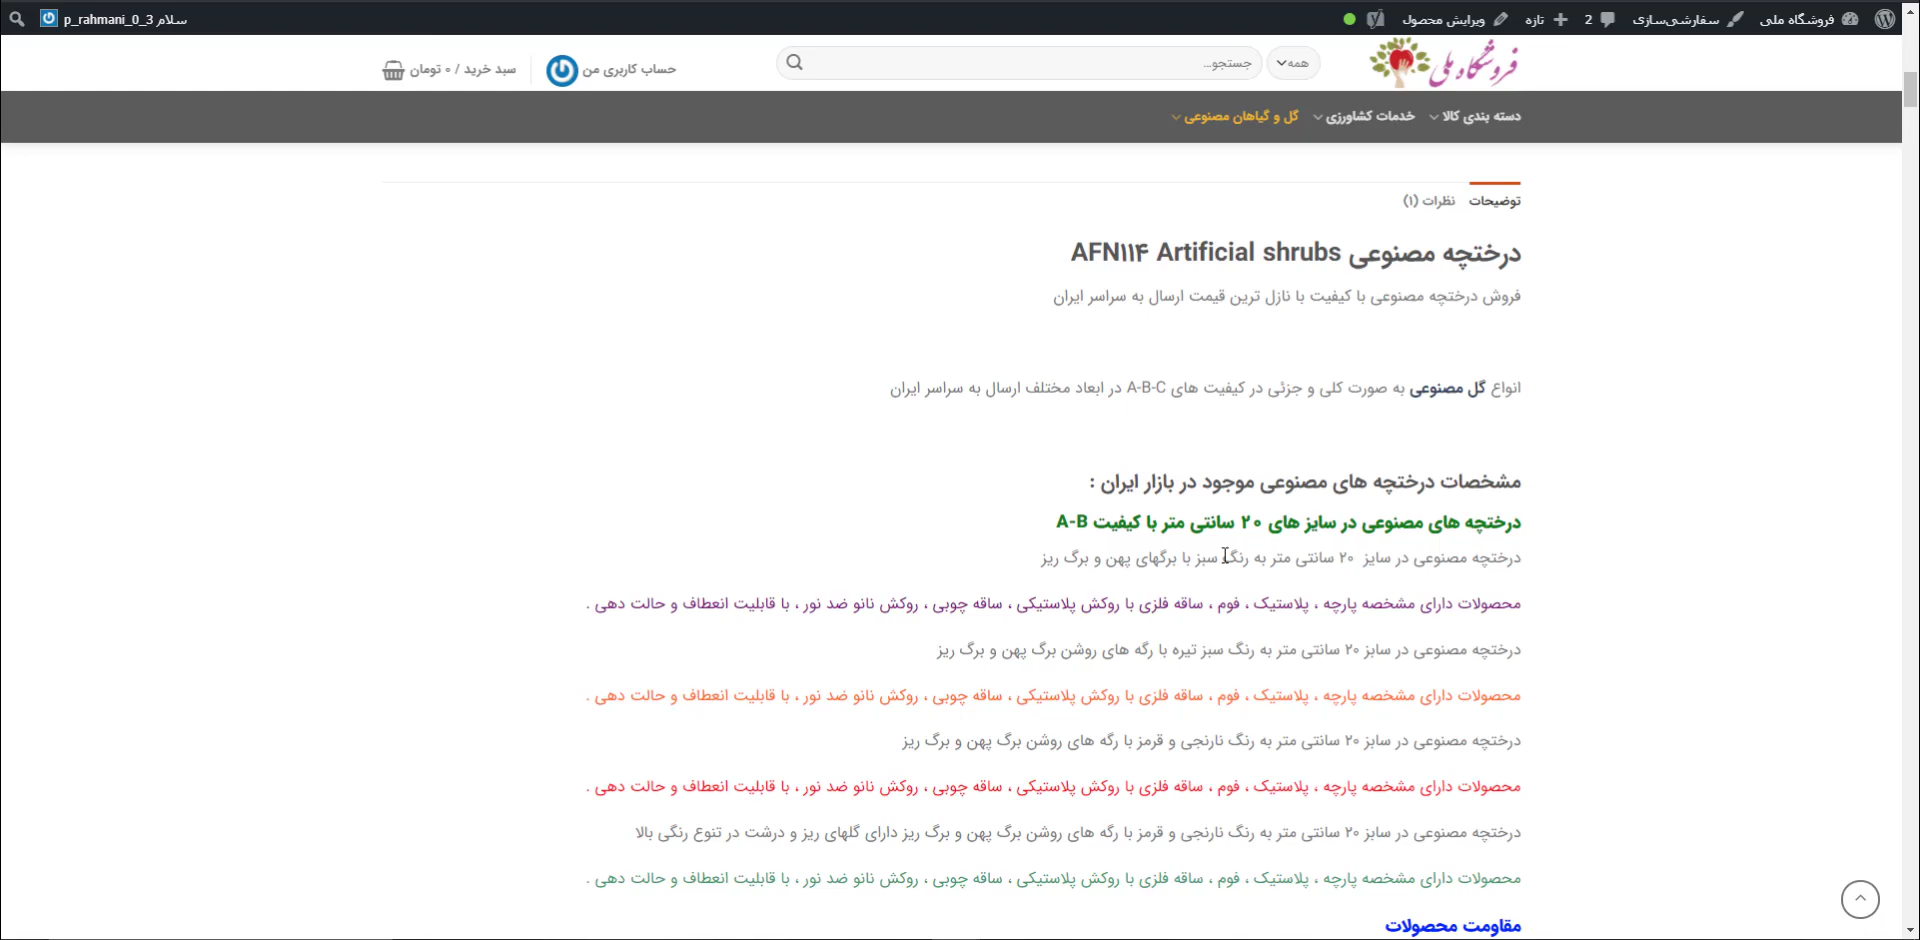 فروشگاه ملی
سفارشی‌سازی
2
تازه
ویرایش محصول
سلام p_rahmani_0_3
فروشگاه ملی
همه
جستجو...
حساب کاربری من
سبد خرید / ۰ تومان
دسته بندی کالا
خدمات کشاورزی
گل و گیاهان مصنوعی
توضیحات
نظرات (۱)
درختچه مصنوعی AFN۱۱۴ Artificial shrubs
فروش درختچه مصنوعی با کیفیت با نازل ترین قیمت ارسال به سراسر ایران
انواع گل مصنوعی به صورت کلی و جزئی در کیفیت های A-B-C در ابعاد مختلف ارسال به سراسر ایران
مشخصات درختچه های مصنوعی موجود در بازار ایران :
درختچه های مصنوعی در سایز های ۲۰ سانتی متر با کیفیت A-B
درختچه مصنوعی در سایز ۲۰ سانتی متر به رنگ سبز با برگهای پهن و برگ ریز
محصولات دارای مشخصه پارچه ، پلاستیک ، فوم ، ساقه فلزی با روکش پلاستیکی ، ساقه چوبی ، روکش نانو ضد نور ، با قابلیت انعطاف و حالت دهی .
درختچه مصنوعی در سابز ۲۰ سانتی متر به رنگ سبز تیره با رگه های روشن برگ پهن و برگ ریز
محصولات دارای مشخصه پارچه ، پلاستیک ، فوم ، ساقه فلزی با روکش پلاستیکی ، ساقه چوبی ، روکش نانو ضد نور ، با قابلیت انعطاف و حالت دهی .
درختچه مصنوعی در سابز ۲۰ سانتی متر به رنگ نارنجی و قرمز با رگه های روشن برگ پهن و برگ ریز
محصولات دارای مشخصه پارچه ، پلاستیک ، فوم ، ساقه فلزی با روکش پلاستیکی ، ساقه چوبی ، روکش نانو ضد نور ، با قابلیت انعطاف و حالت دهی .
درختچه مصنوعی در سابز ۲۰ سانتی متر به رنگ نارنجی و قرمز با رگه های روشن برگ پهن و برگ ریز دارای گلهای ریز و درشت در تنوع رنگی بالا
محصولات دارای مشخصه پارچه ، پلاستیک ، فوم ، ساقه فلزی با روکش پلاستیکی ، ساقه چوبی ، روکش نانو ضد نور ، با قابلیت انعطاف و حالت دهی .
مقاومت محصولات